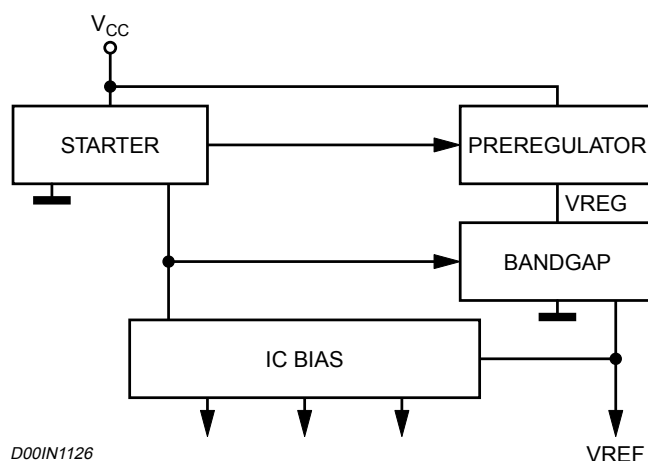 VCC
STARTER
PREREGULATOR
VREG
BANDGAP
IC BIAS
D00IN1126
VREF